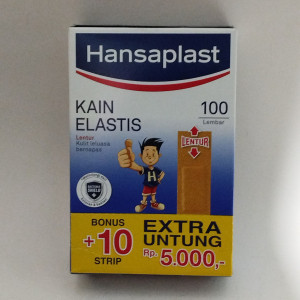 Hansaplast
KAIN
ELASTIS
Lentur
Kulit leluasa
bernapas
100
Lembar
LENTUR
H
BONUS
+10
STRIP
EXTRA
UNTUNG
Rp. 5.000,-